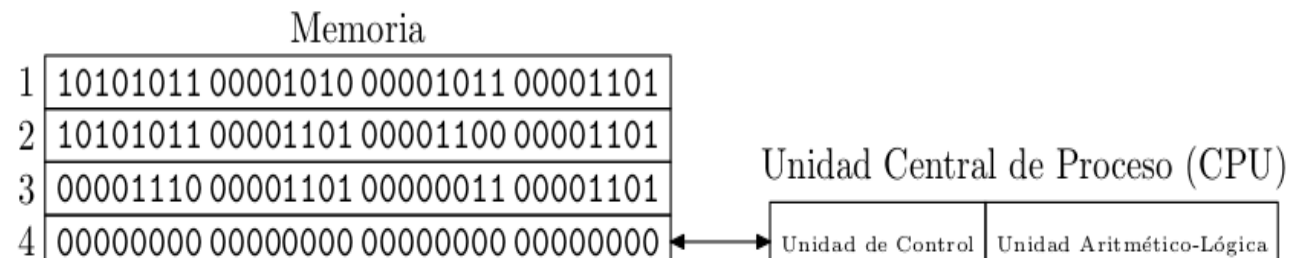 Memoria
1 10101011 00001010 00001011 00001101
2 10101011 00001101 00001100 00001101
Unidad Central de Proceso (CPU)
3 00001110 00001101 00000011 00001101
4 00000000 00000000 00000000 00000000 Unidad de Control Unidad Aritmético-Lógica